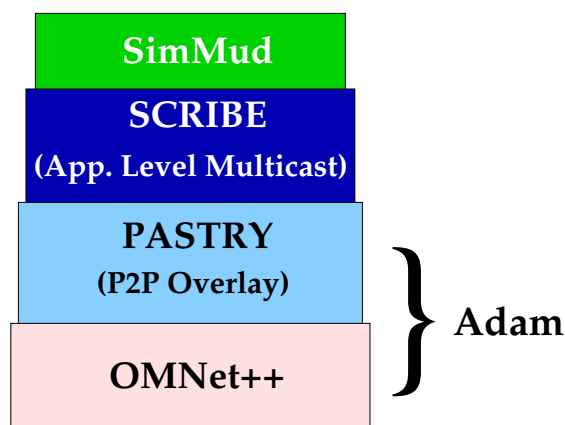 SimMud
SCRIBE
(App. Level Multicast)
PASTRY
(P2P Overlay)
Adam
OMNet++